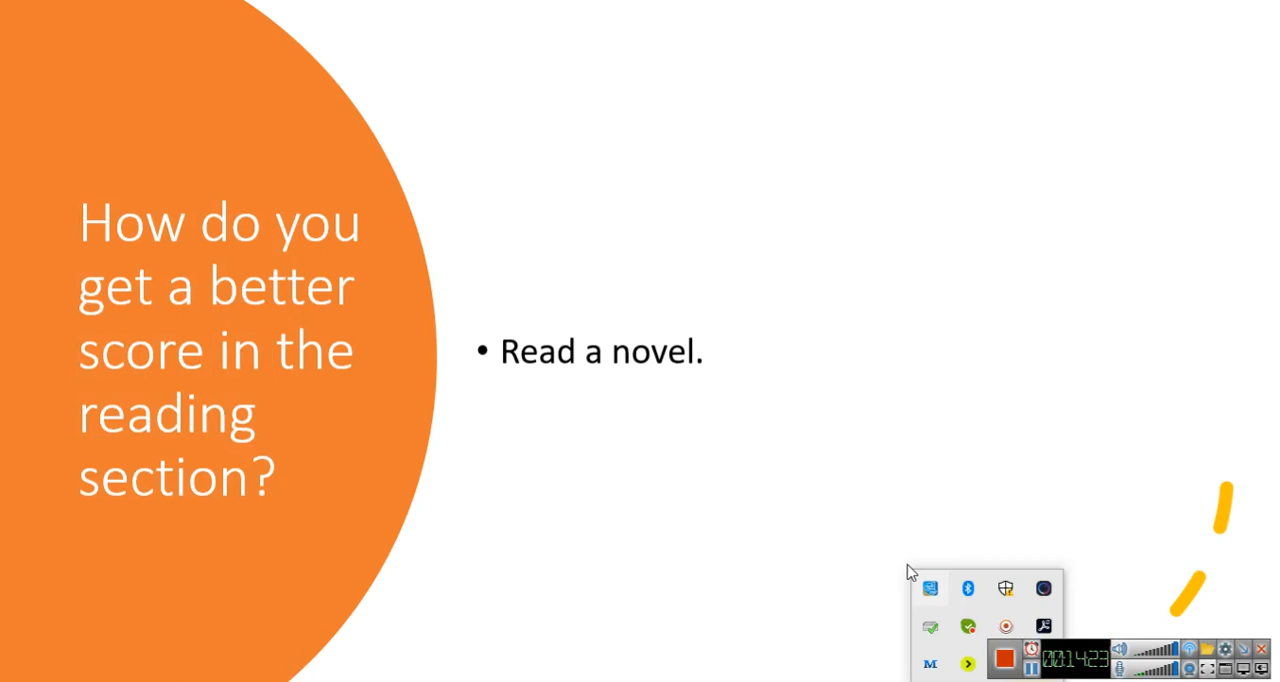 How do you
get a better
score in the
reading
section?
• Read a novel.
M
00:14:23